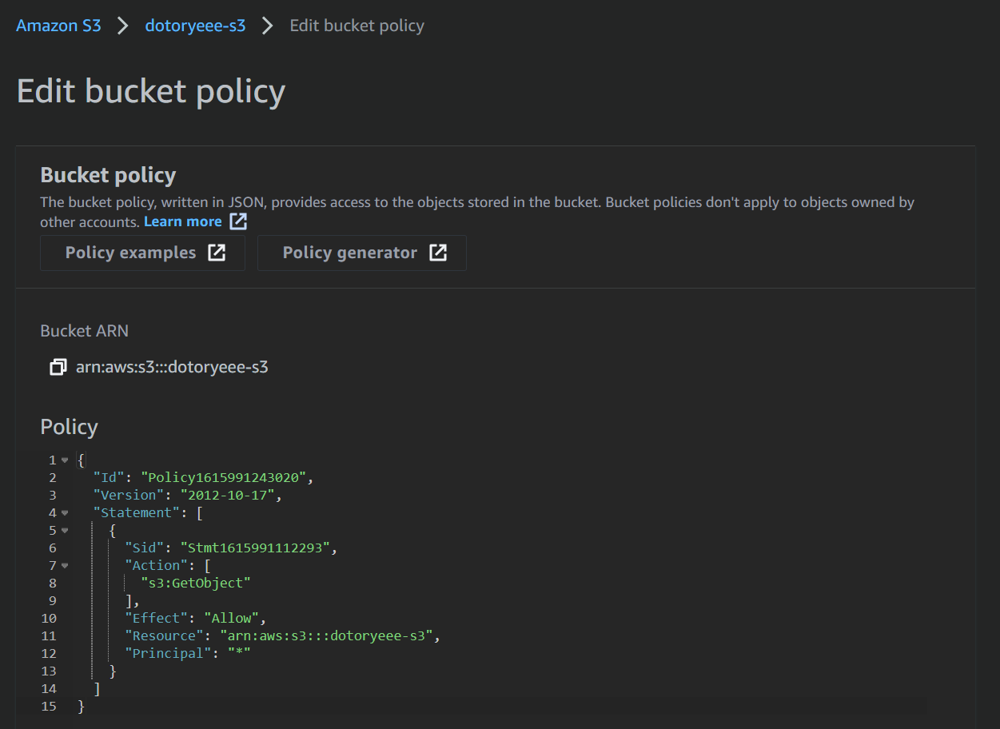 Amazon S3 > dotoryeee-s3 > Edit bucket policy
Edit bucket policy
Bucket policy
The bucket policy, written in JSON, provides access to the objects stored in the bucket. Bucket policies don't apply to objects owned by
other accounts. Learn more
Policy examples Policy generator
Bucket ARN
arn:aws:s3:::dotoryeee-s3
Policy
1 {
2 "Id": "Policy1615991243020",
3 "Version": "2012-10-17",
4 "Statement": [
5 {
6 "Sid": "Stmt1615991112293",
7 "Action": [
8 "s3:GetObject"
9 ],
10 "Effect": "Allow",
11 "Resource": "arn:aws:s3:::dotoryeee-s3",
12 "Principal": "*"
13 }
14 ]
15 }